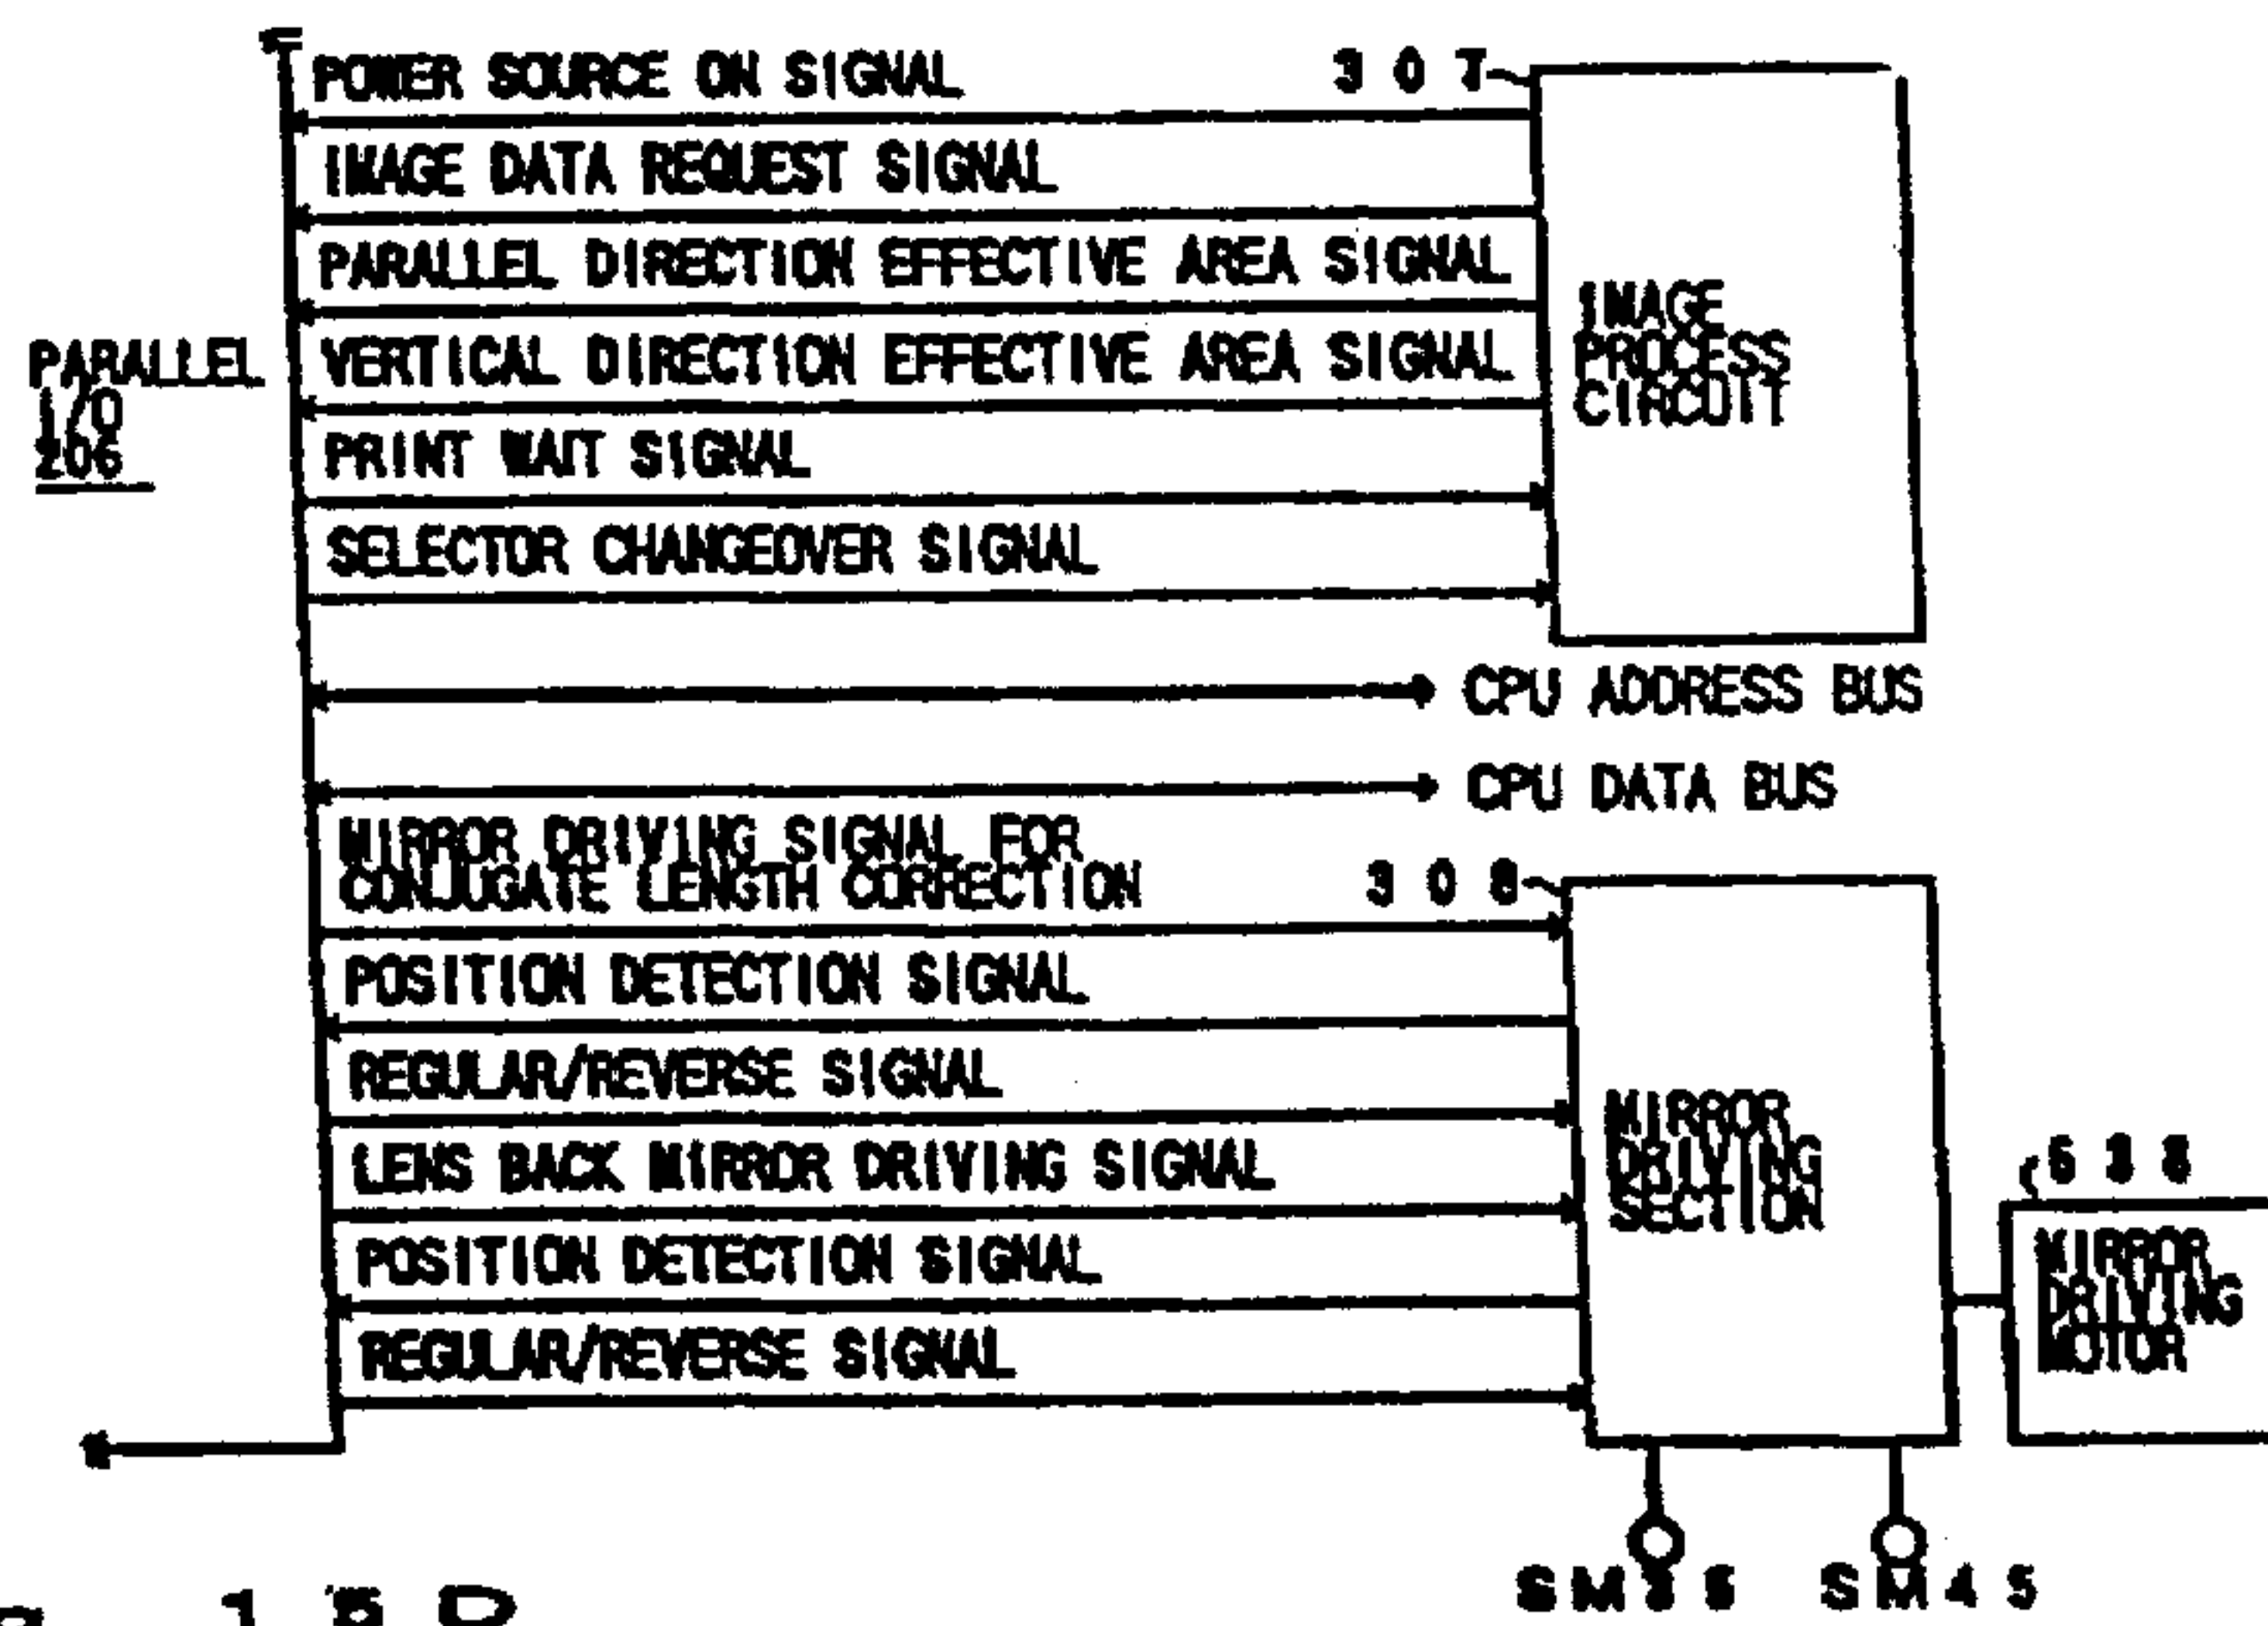 POWER SOURCE ON SIGNAL
307
IMAGE DATA REQUEST SIGNAL
PARALLEL DIRECTION EFFECTIVE AREA SIGNAL
IMAGE
PROCESS
CIRCUIT
VERTICAL DIRECTION EFFECTIVE AREA SIGNAL
PARALLEL
I/O
206
PRINT WAIT SIGNAL
SELECTOR CHANGEOVER SIGNAL
CPU ADDRESS BUS
CPU DATA BUS
MIRROR DRIVING SIGNAL FOR
CONJUGATE LENGTH CORRECTION
308
POSITION DETECTION SIGNAL
REGULAR/REVERSE SIGNAL
MIRROR
DRIVING
SECTION
LENS BACK MIRROR DRIVING SIGNAL
POSITION DETECTION SIGNAL
MIRROR
DRIVING
MOTOR
REGULAR/REVERSE SIGNAL
SM45